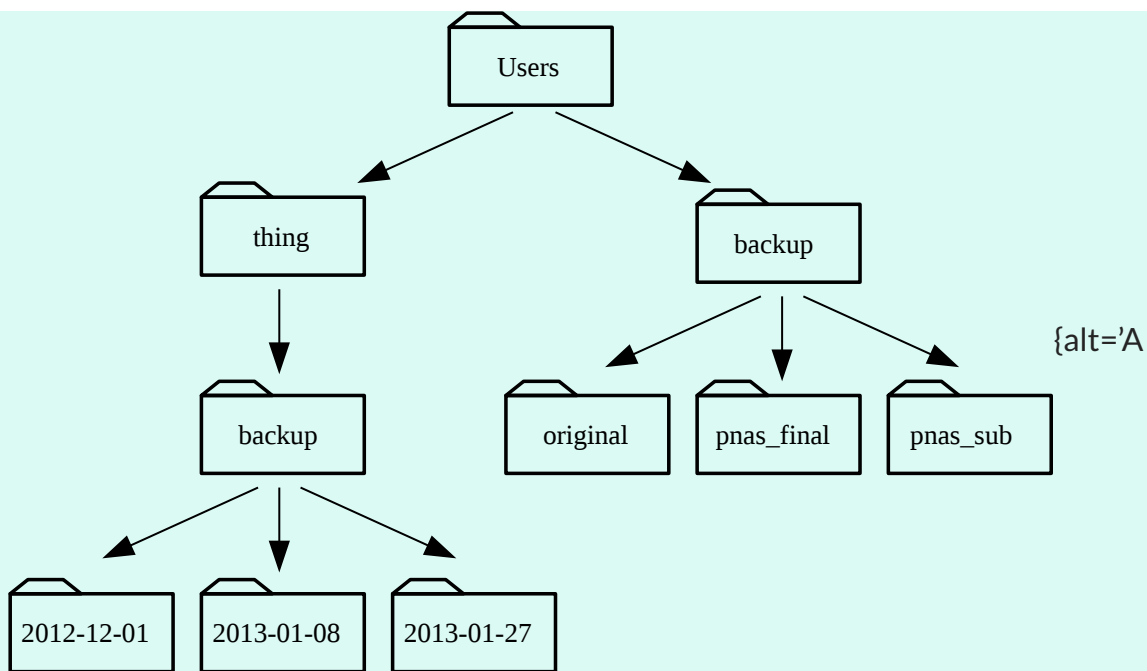 Users
thing
backup
{alt='A
backup
original
pnas_final
pnas_sub
2012-12-01
2013-01-08
2013-01-27